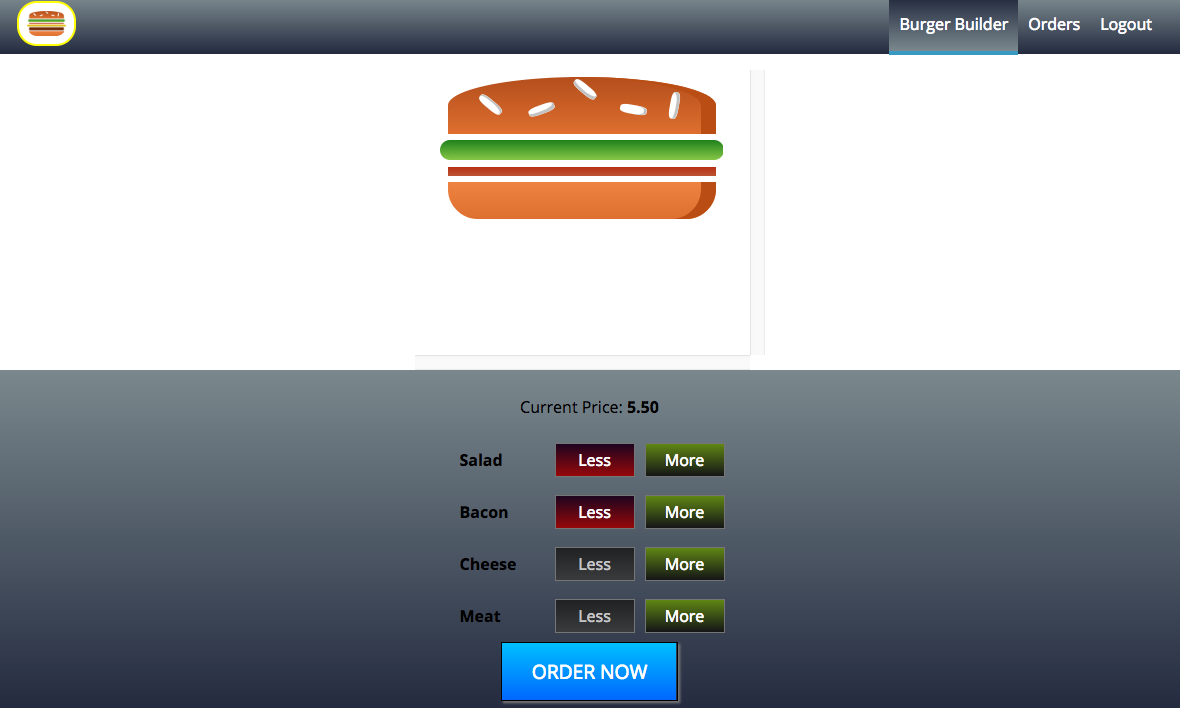 Burger Builder Orders Logout
Current Price: 5.50
Salad Less More
Bacon Less More
Cheese Less More
Meat Less More
ORDER NOW